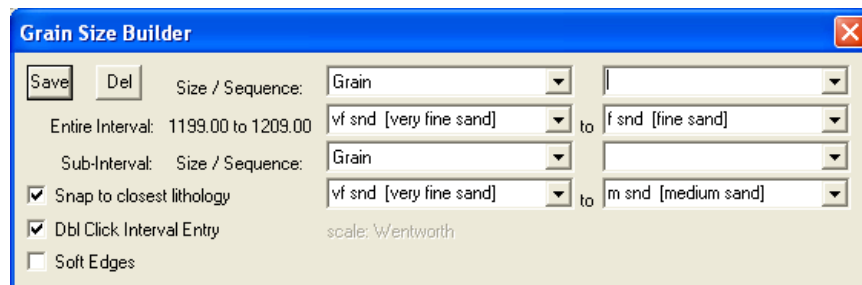 Grain Size Builder
Save Del Size / Sequence: Grain
Entire Interval: 1199.00 to 1209.00 vf snd [very fine sand] to f snd [fine sand]
Sub-Interval: Size / Sequence: Grain
Snap to closest lithology vf snd [very fine sand] to m snd [medium sand]
Dbl Click Interval Entry scale: Wentworth
Soft Edges